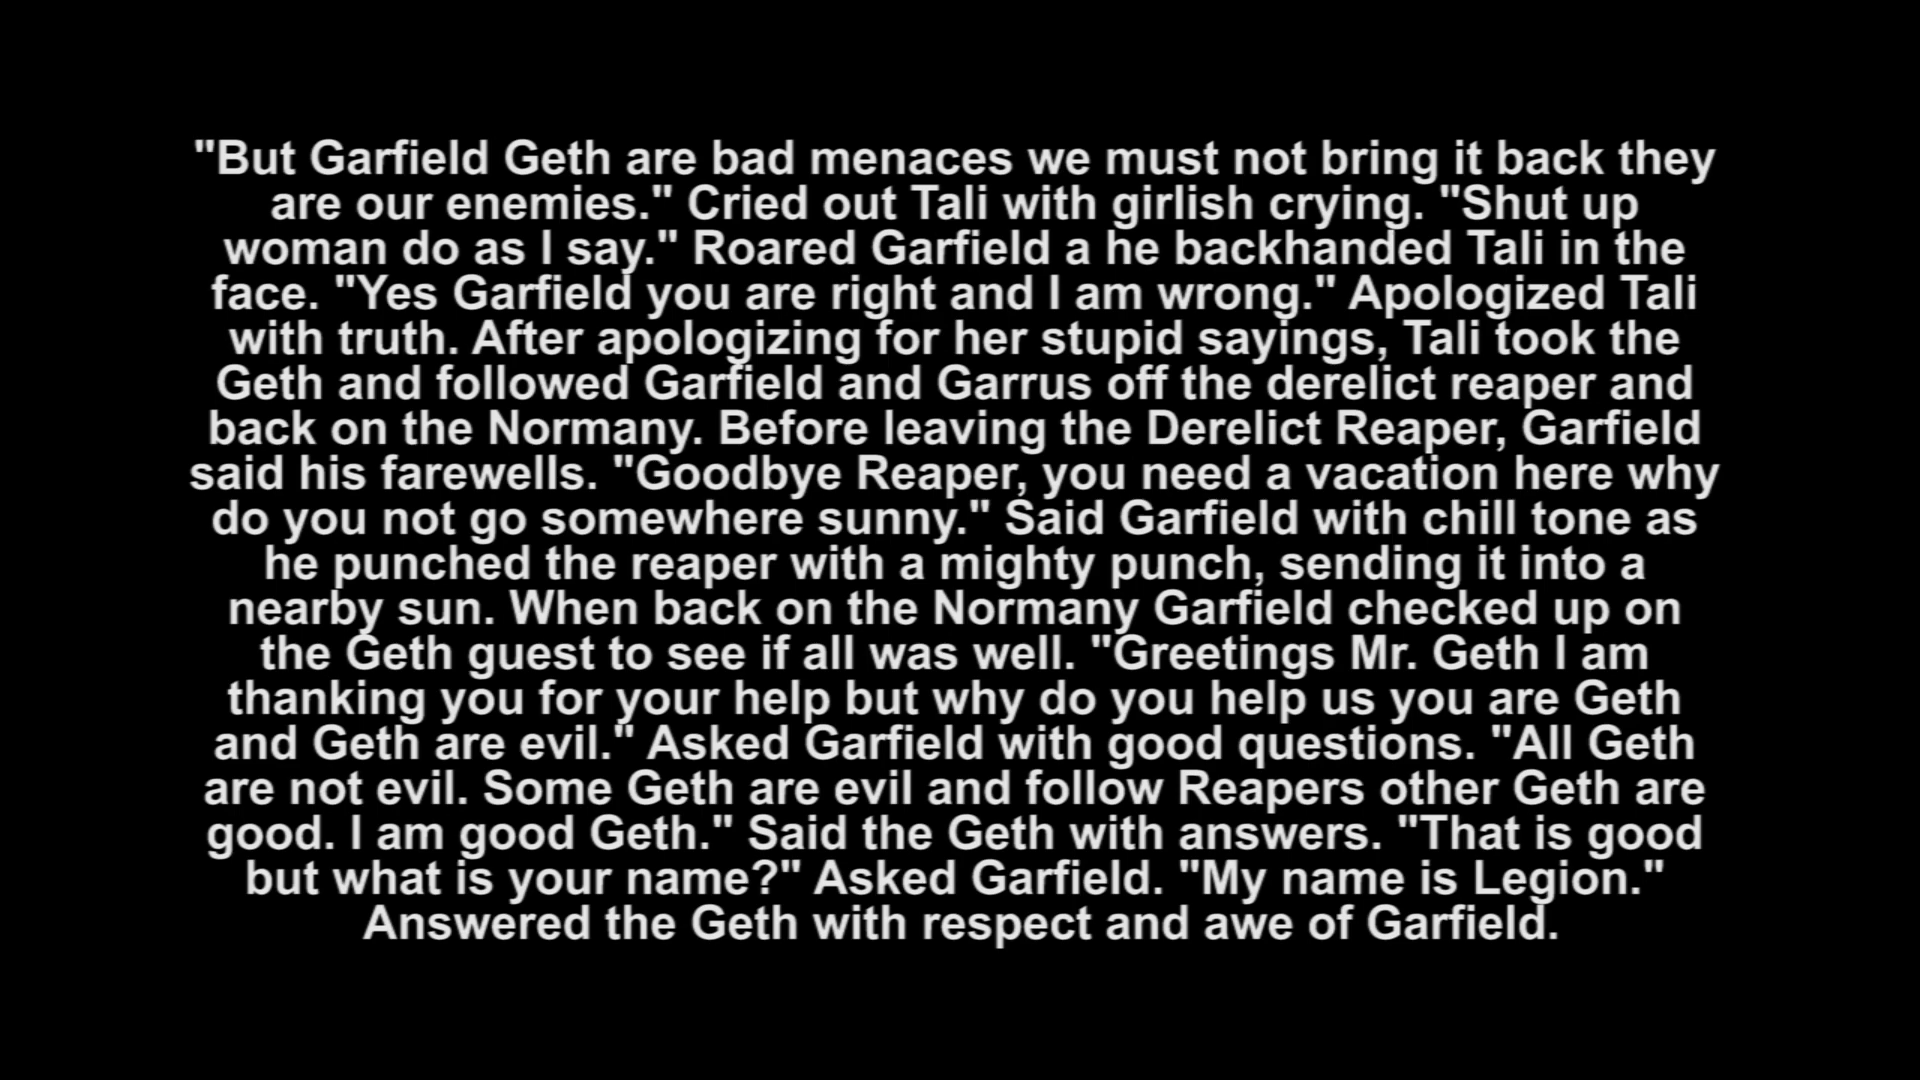 "But Garfield Geth are bad menaces we must not bring it back they
are our enemies." Cried out Tali with girlish crying. "Shut up
woman do as I say." Roared Garfield a he backhanded Tali in the
face. "Yes Garfield you are right and I am wrong." Apologized Tali
with truth. After apologizing for her stupid sayings, Tali took the
Geth and followed Garfield and Garrus off the derelict reaper and
back on the Normany. Before leaving the Derelict Reaper, Garfield
said his farewells. "Goodbye Reaper, you need a vacation here why
do you not go somewhere sunny." Said Garfield with chill tone as
he punched the reaper with a mighty punch, sending it into a
nearby sun. When back on the Normany Garfield checked up on
the Geth guest to see if all was well. "Greetings Mr. Geth I am
thanking you for your help but why do you help us you are Geth
and Geth are evil." Asked Garfield with good questions. "All Geth
are not evil. Some Geth are evil and follow Reapers other Geth are
good. I am good Geth." Said the Geth with answers. "That is good
but what is your name?" Asked Garfield. "My name is Legion."
Answered the Geth with respect and awe of Garfield.